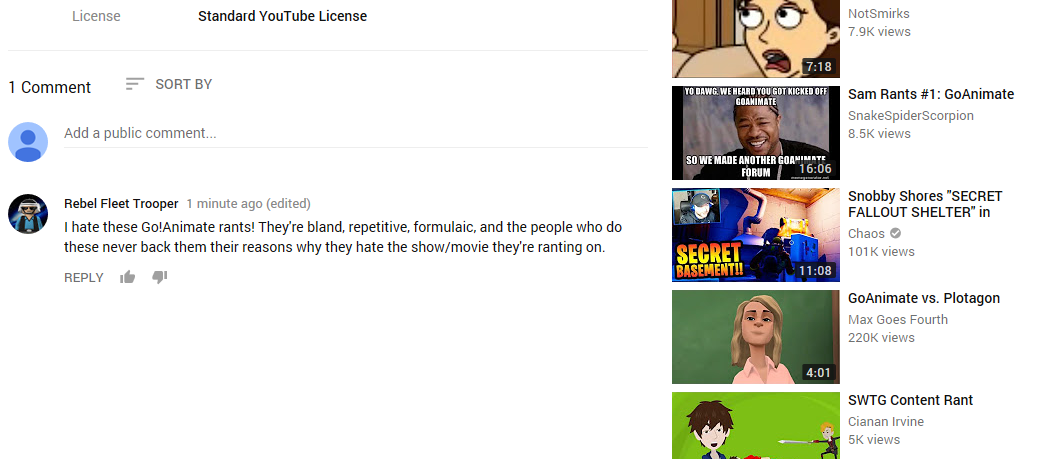 License Standard YouTube License
1 Comment SORT BY
Add a public comment...
Rebel Fleet Trooper 1 minute ago (edited)
I hate these Go!Animate rants! They're bland, repetitive, formulaic, and the people who do
these never back them their reasons why they hate the show/movie they're ranting on.
REPLY
7:18
NotSmirks
7.9K views
YO DAWG, WE HEARD YOU GOT KICKED OFF
GOANIMATE
SO WE MADE ANOTHER GOANIMATE
FORUM
memegenerator.net
16:06
Sam Rants #1: GoAnimate
SnakeSpiderScorpion
8.5K views
SECRET
BASEMENT!!
11:08
Snobby Shores "SECRET
FALLOUT SHELTER" in
Chaos
101K views
4:01
GoAnimate vs. Plotagon
Max Goes Fourth
220K views
SWTG Content Rant
Cianan Irvine
5K views